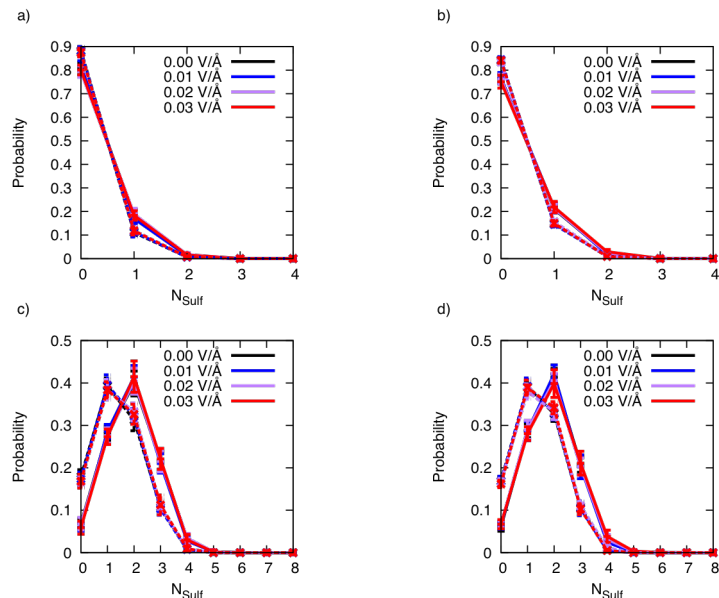 a)
Probability
0.9
0.8
0.7
0.6
0.5
0.4
0.3
0.2
0.1
0
0.00 V/Å
0.01 V/Å
0.02 V/Å
0.03 V/Å
0 1 2 3 4
NSulf
b)
Probability
0.9
0.8
0.7
0.6
0.5
0.4
0.3
0.2
0.1
0
0.00 V/Å
0.01 V/Å
0.02 V/Å
0.03 V/Å
0 1 2 3 4
NSulf
c)
Probability
0.5
0.4
0.3
0.2
0.1
0
0.00 V/Å
0.01 V/Å
0.02 V/Å
0.03 V/Å
0 1 2 3 4 5 6 7 8
NSulf
d)
Probability
0.5
0.4
0.3
0.2
0.1
0
0.00 V/Å
0.01 V/Å
0.02 V/Å
0.03 V/Å
0 1 2 3 4 5 6 7 8
NSulf